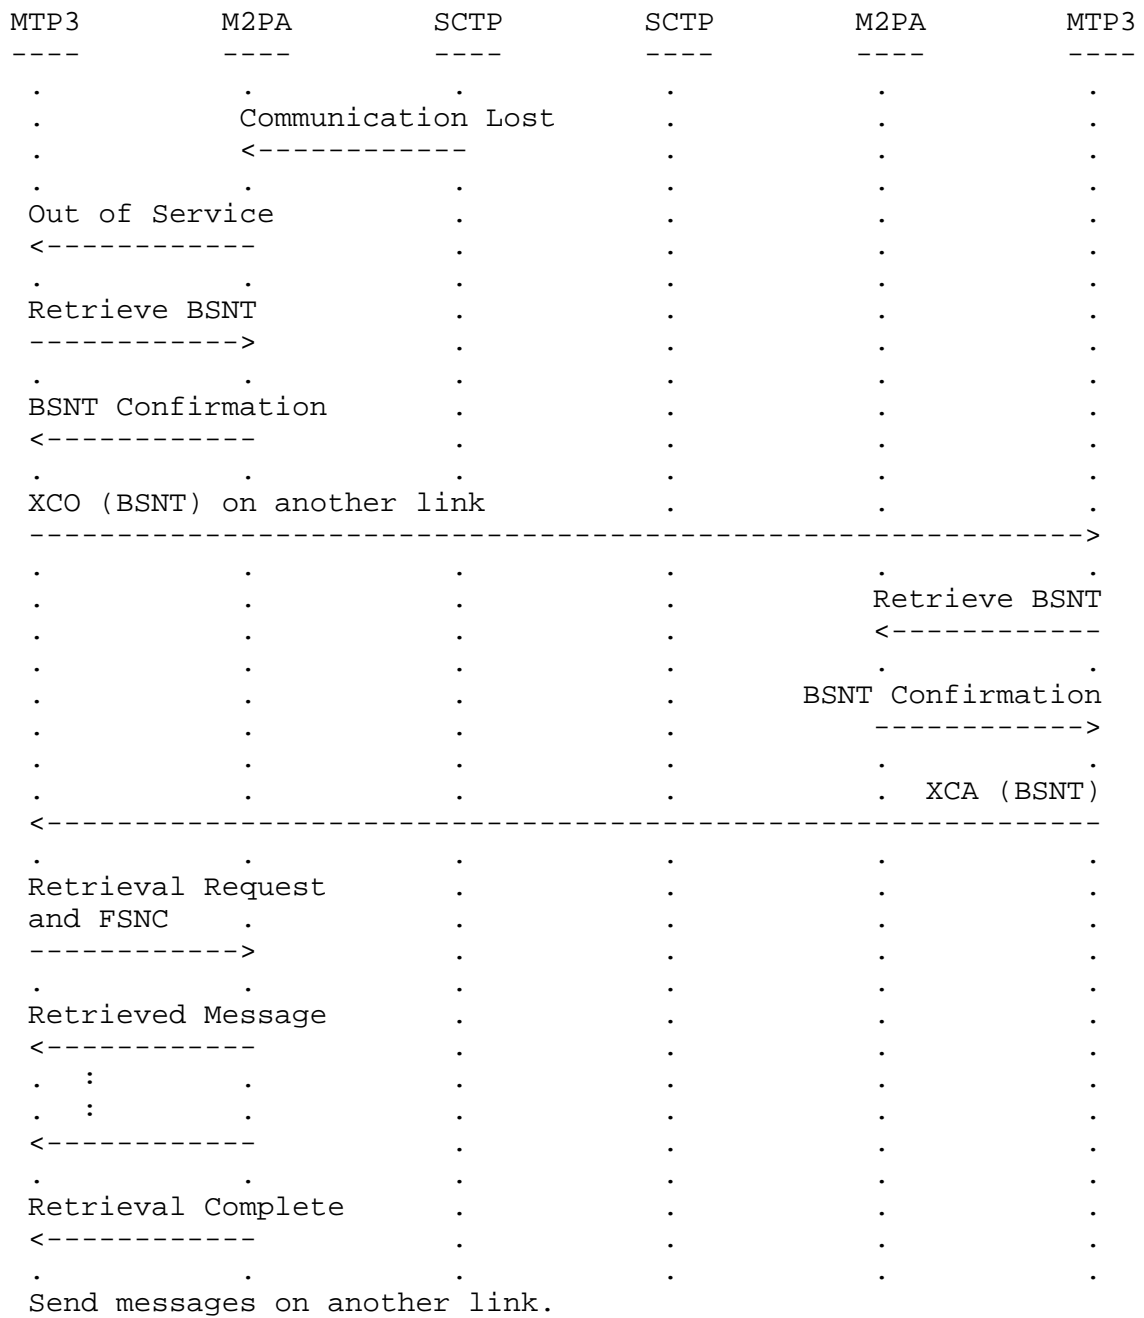 MTP3        M2PA        SCTP        SCTP        M2PA        MTP3
----        ----        ----        ----        ----        ----
 .           .           .           .           .           .
 .           Communication Lost      .           .           .
 .           <------------           .           .           .
 .           .           .           .           .           .
 Out of Service          .           .           .           .
 <------------           .           .           .           .
 .           .           .           .           .           .
 Retrieve BSNT           .           .           .           .
 ------------>           .           .           .           .
 .           .           .           .           .           .
 BSNT Confirmation       .           .           .           .
 <------------           .           .           .           .
 .           .           .           .           .           .
 XCO (BSNT) on another link          .           .           .
 ------------------------------------------------------------>
 .           .           .           .           .           .
 .           .           .           .           Retrieve BSNT
 .           .           .           .           <------------
 .           .           .           .           .           .
 .           .           .           .       BSNT Confirmation
 .           .           .           .           ------------>
 .           .           .           .           .           .
 .           .           .           .           .  XCA (BSNT)
 <------------------------------------------------------------
 .           .           .           .           .           .
 Retrieval Request       .           .           .           .
 and FSNC    .           .           .           .           .
 ------------>           .           .           .           .
 .           .           .           .           .           .
 Retrieved Message       .           .           .           .
 <------------           .           .           .           .
 .  :        .           .           .           .           .
 .  :        .           .           .           .           .
 <------------           .           .           .           .
 .           .           .           .           .           .
 Retrieval Complete      .           .           .           .
 <------------           .           .           .           .
 .           .           .           .           .           .
 Send messages on another link.